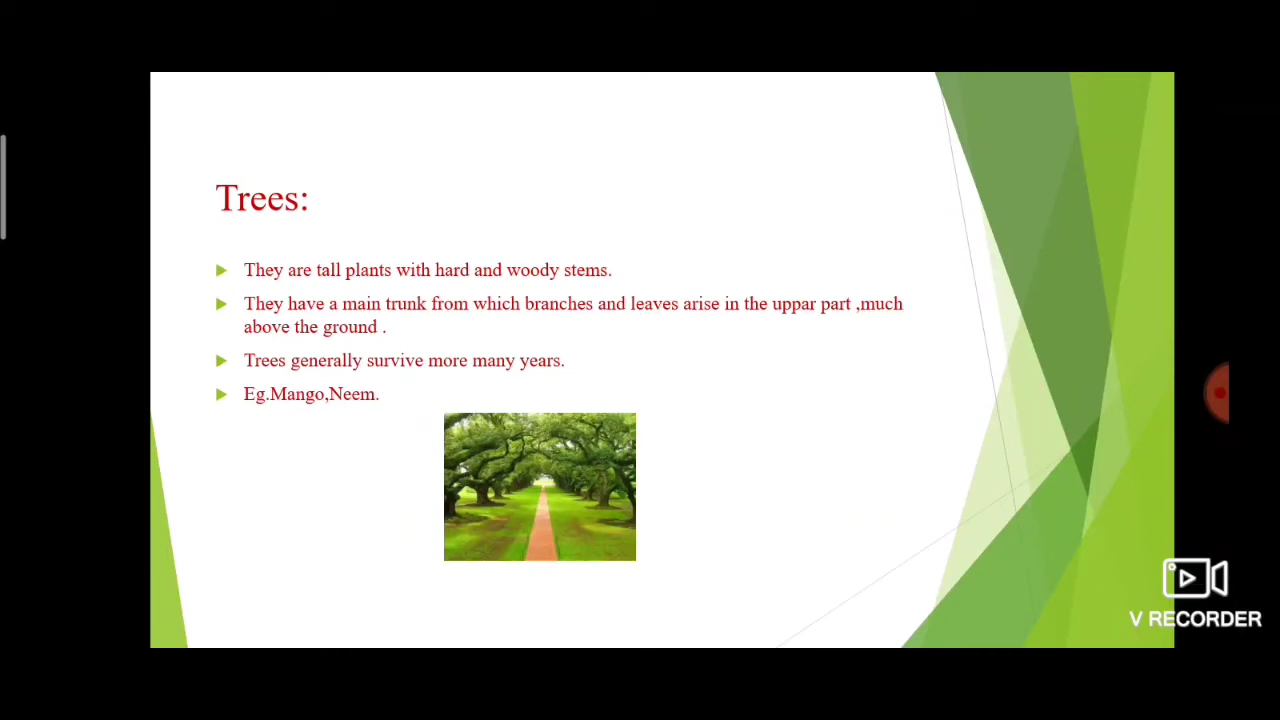 Trees:
They are tall plants with hard and woody stems.
They have a main trunk from which branches and leaves arise in the uppar part ,much
above the ground .
Trees generally survive more many years.
Eg.Mango,Neem.
V RECORDER